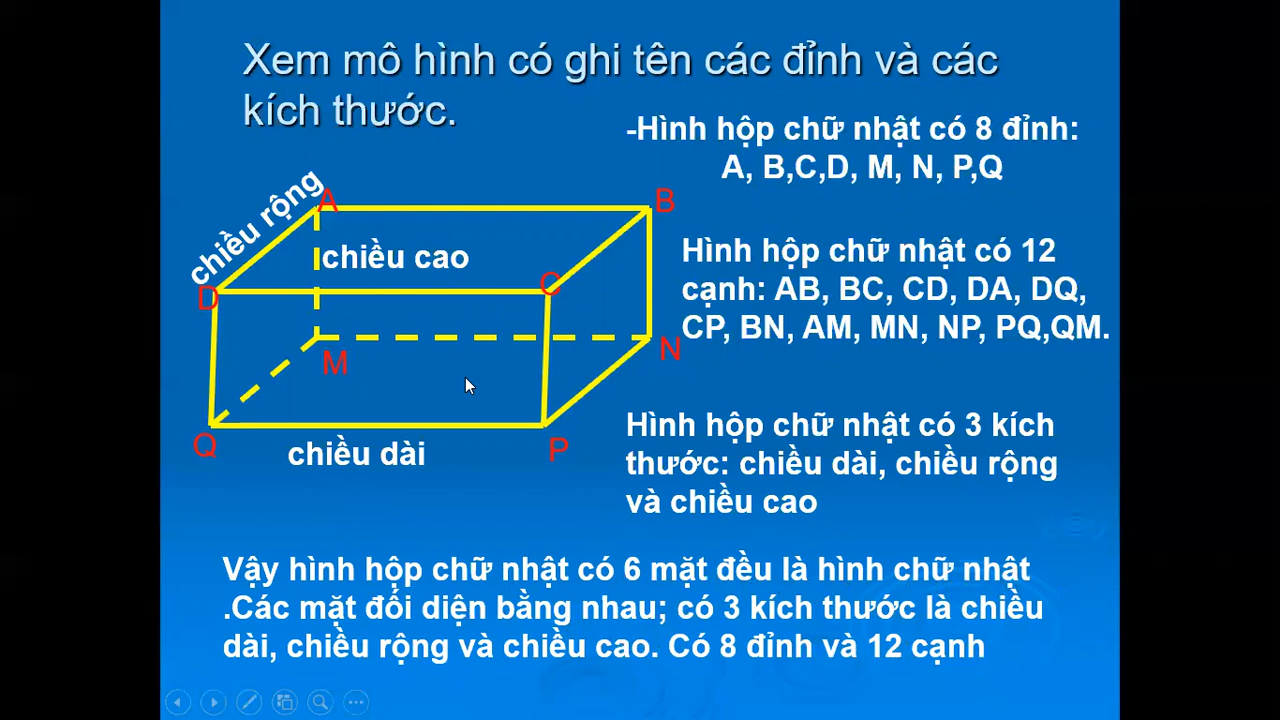 Xem mô hình có ghi tên các đỉnh và các
kích thước.
-Hình hộp chữ nhật có 8 đỉnh:
A, B,C,D, M, N, P,Q
chiều rộng
A
B
chiều cao
D
C
M
N
Q
P
chiều dài
Hình hộp chữ nhật có 12
cạnh: AB, BC, CD, DA, DQ,
CP, BN, AM, MN, NP, PQ,QM.
Hình hộp chữ nhật có 3 kích
thước: chiều dài, chiều rộng
và chiều cao
Vậy hình hộp chữ nhật có 6 mặt đều là hình chữ nhật
.Các mặt đối diện bằng nhau; có 3 kích thước là chiều
dài, chiều rộng và chiều cao. Có 8 đỉnh và 12 cạnh